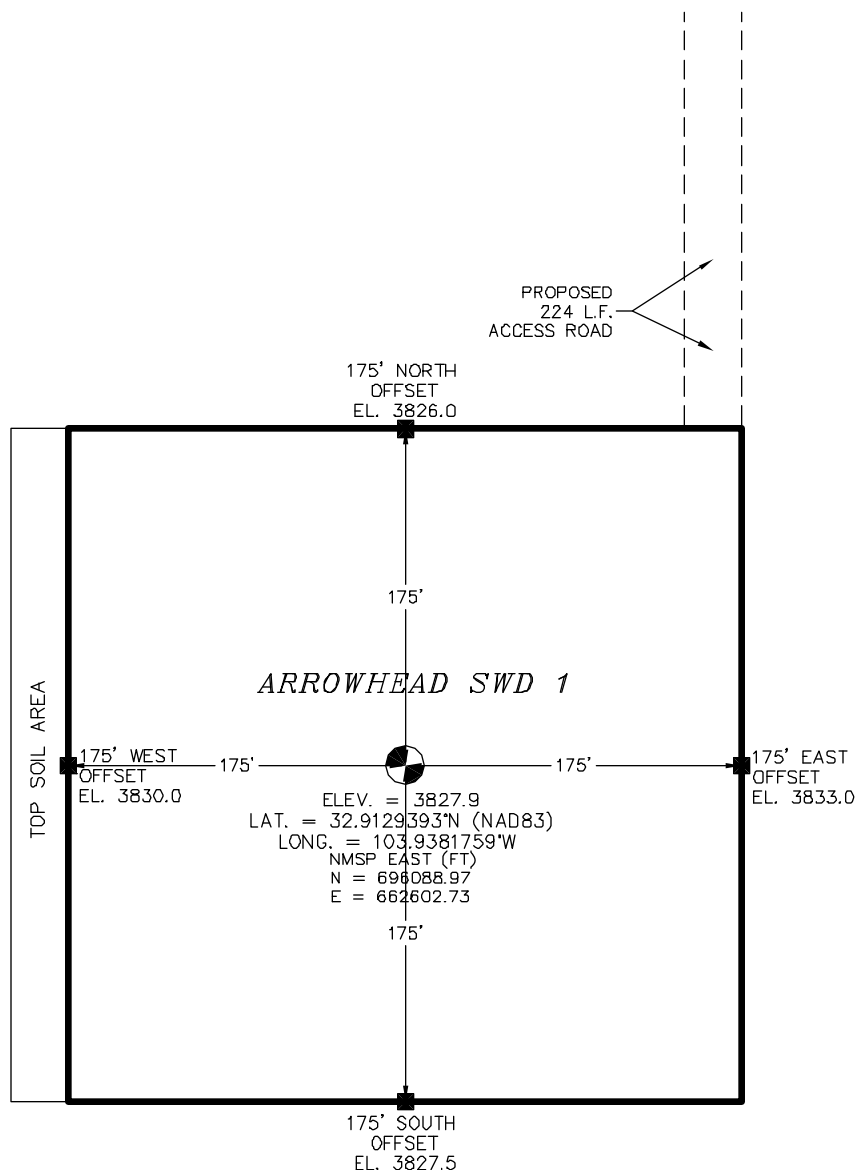 PROPOSED
224 L.F.
ACCESS ROAD
175' NORTH
OFFSET
EL. 3826.0
175'
ARROWHEAD SWD 1
TOP SOIL AREA
175' WEST
OFFSET
EL. 3830.0
175'
175'
175' EAST
OFFSET
EL. 3833.0
ELEV. = 3827.9
LAT. = 32.9129393°N (NAD83)
LONG. = 103.9381759°W
NMSP EAST (FT)
N = 696088.97
E = 662602.73
175'
175' SOUTH
OFFSET
EL. 3827.5